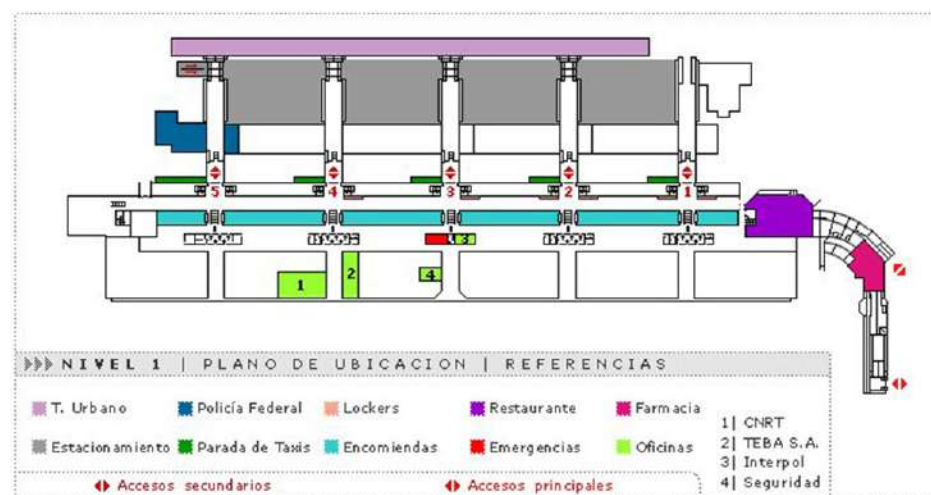 5 4 3 2 1
3
1 2 4
NIVEL 1 | PLANO DE UBICACION | REFERENCIAS
T. Urbano Policía Federal Lockers Restaurante Farmacia
Estacionamiento Parada de Taxis Encomiendas Emergencias Oficinas
1| CNRT
2| TEBA S.A.
3| Interpol
4| Seguridad
Accesos secundarios Accesos principales